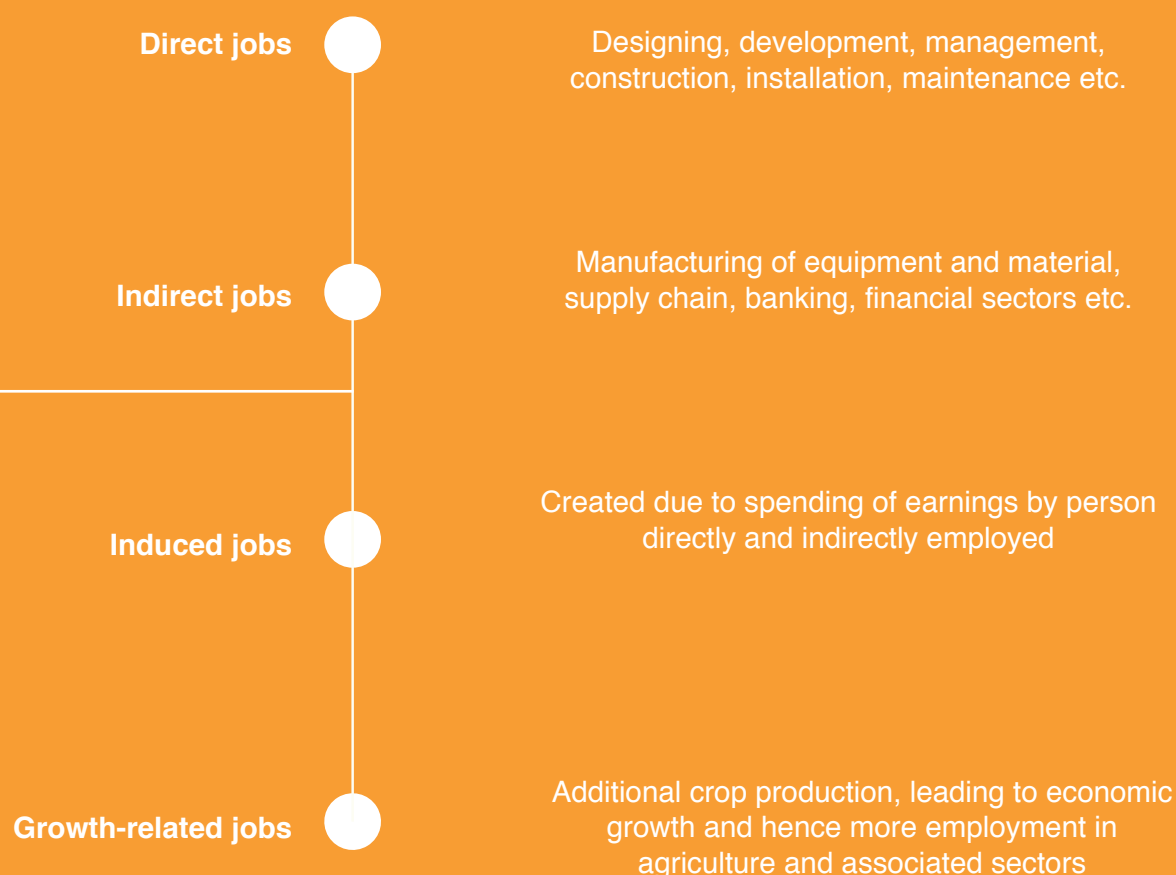 Direct jobs
Designing, development, management,
construction, installation, maintenance etc.
Indirect jobs
Manufacturing of equipment and material,
supply chain, banking, financial sectors etc.
Induced jobs
Created due to spending of earnings by person
directly and indirectly employed
Growth-related jobs
Additional crop production, leading to economic
growth and hence more employment in
agriculture and associated sectors